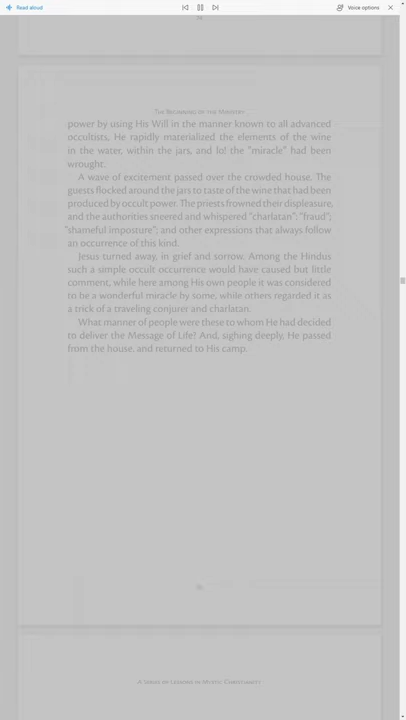 Read aloud
Voice options
The Beginning of the Ministry
power by using His Will in the manner known to all advanced
occultists, He rapidly materialized the elements of the wine
in the water, within the jars, and lo! the "miracle" had been
wrought.
A wave of excitement passed over the crowded house. The
guests flocked around the jars to taste of the wine that had been
produced by occult power. The priests frowned their displeasure,
and the authorities sneered and whispered "charlatan"; "fraud";
"shameful imposture"; and other expressions that always follow
an occurrence of this kind.
Jesus turned away, in grief and sorrow. Among the Hindus
such a simple occult occurrence would have caused but little
comment, while here among His own people it was considered
to be a wonderful miracle by some, while others regarded it as
a trick of a traveling conjurer and charlatan.
What manner of people were these to whom He had decided
to deliver the Message of Life? And, sighing deeply, He passed
from the house, and returned to His camp.
A Series of Lessons in Mystic Christianity